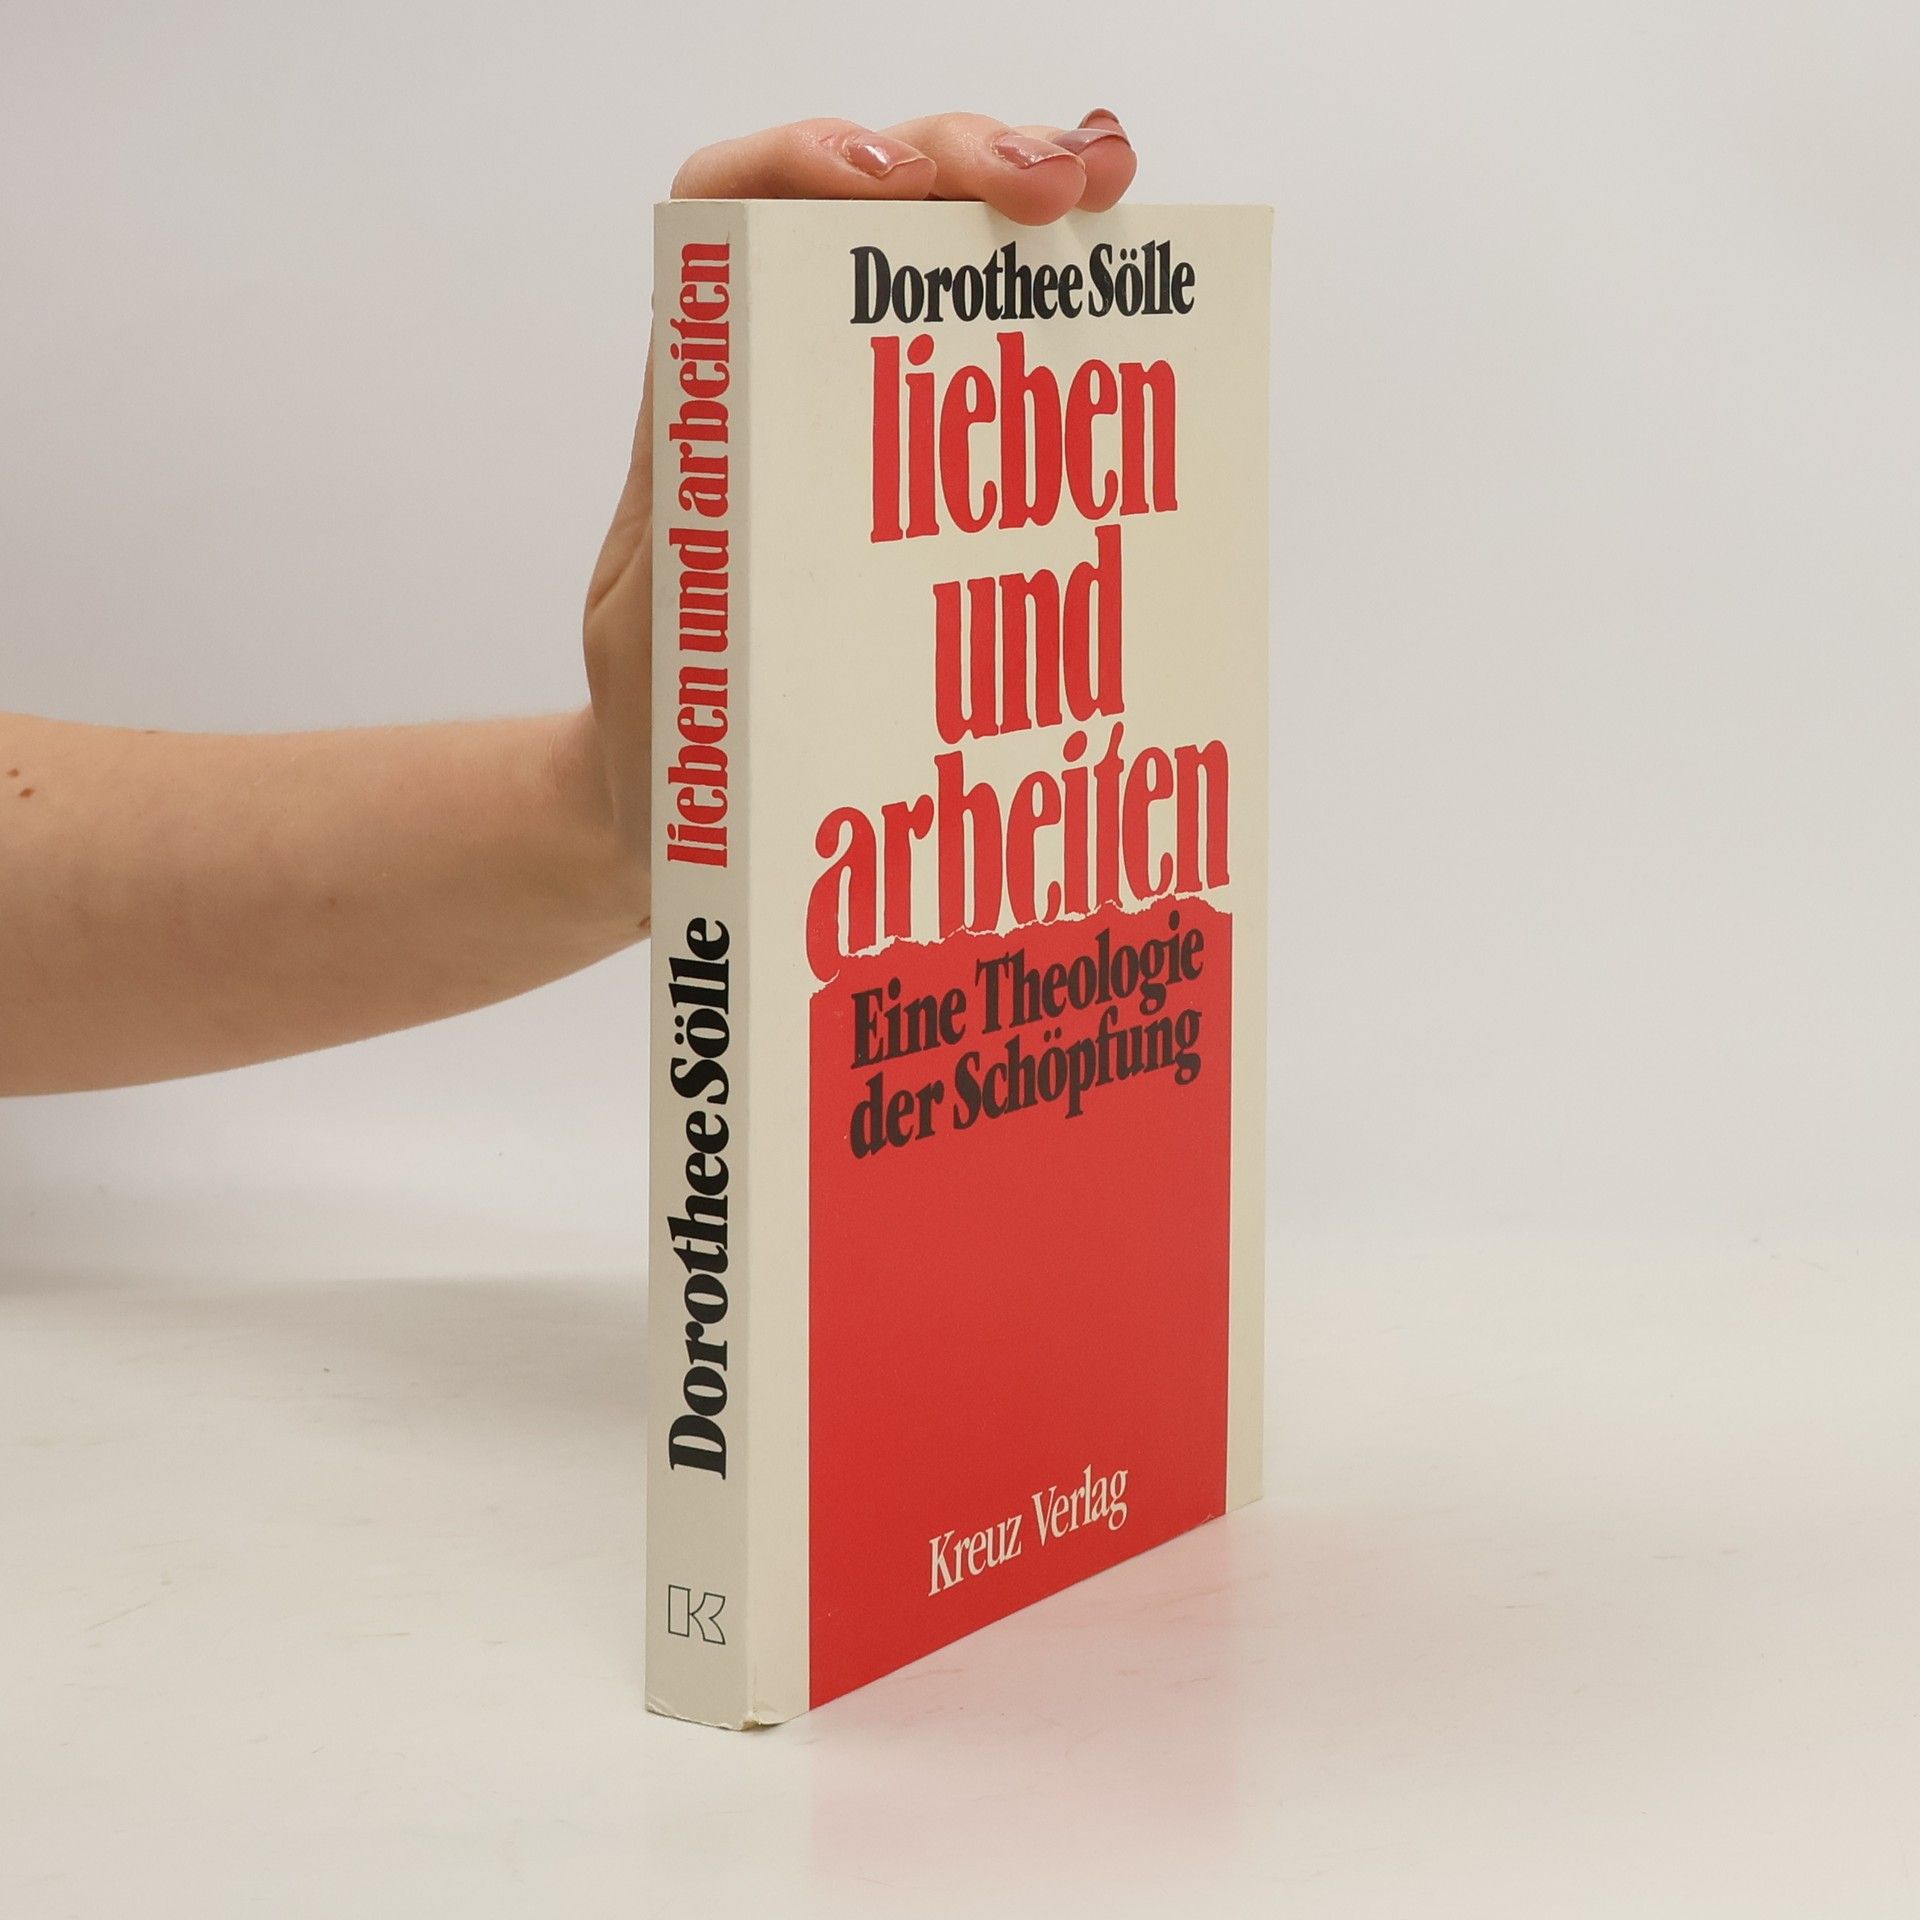 Dorothee Sölle
lieben
und
arbeiten
Eine Theologie
der Schöpfung
Kreuz Verlag
Dorothee Sölle lieben und arbeiten
K